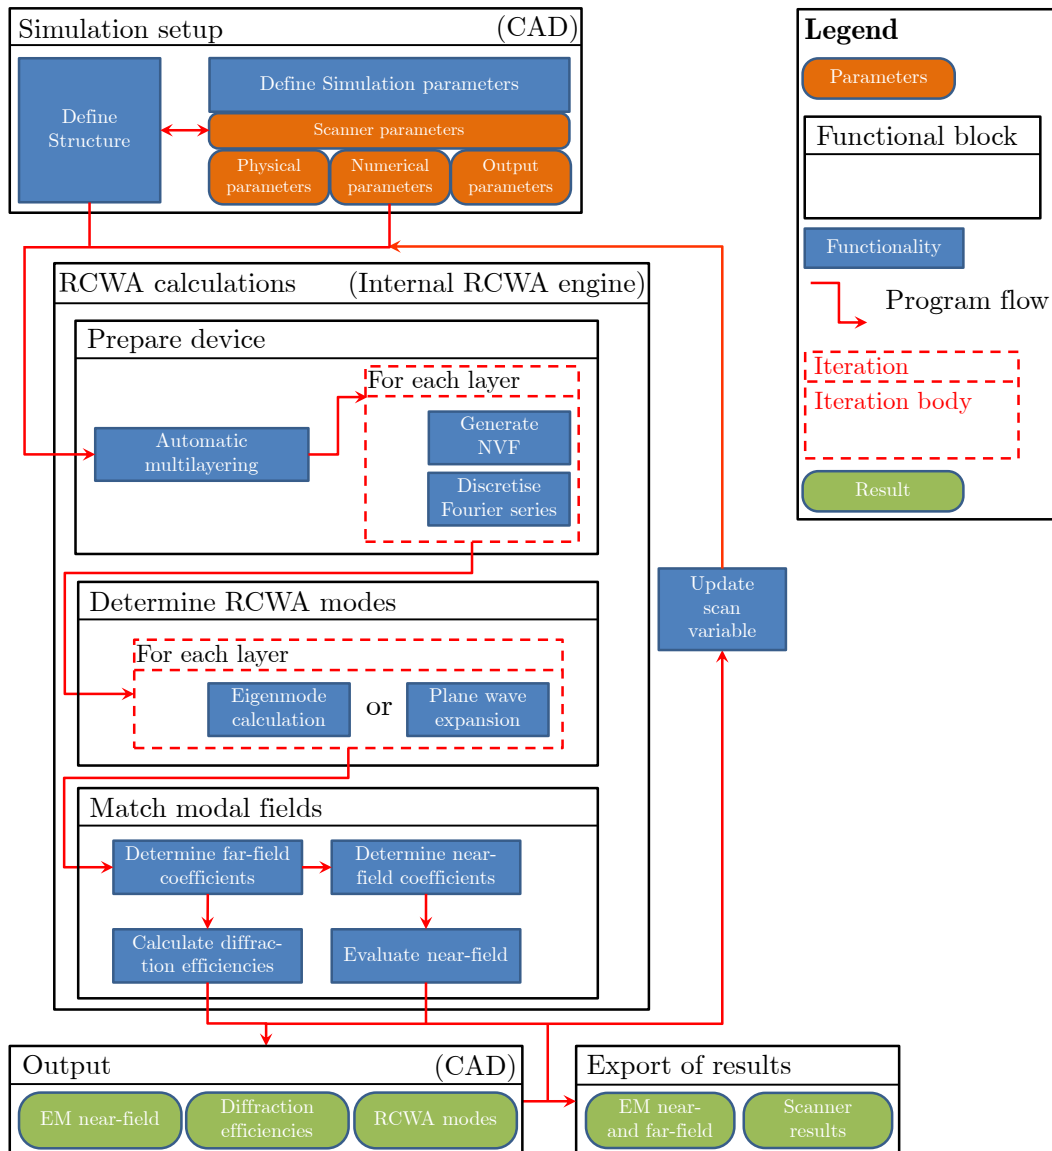 Simulation setup (CAD)
Define
Structure
Define Simulation parameters
Scanner parameters
Physical
parameters
Numerical
parameters
Output
parameters
RCWA calculations (Internal RCWA engine)
Prepare device
Automatic
multilayering
For each layer
Generate
NVF
Discretise
Fourier series
Determine RCWA modes
For each layer
Eigenmode
calculation
or
Plane wave
expansion
Match modal fields
Determine far-field
coefficients
Determine near-
field coefficients
Calculate diffrac-
tion efficiencies
Evaluate near-field
Update
scan
variable
Output (CAD)
EM near-field
Diffraction
efficiencies
RCWA modes
Export of results
EM near-
and far-field
Scanner
results
Legend
Parameters
Functional block
Functionality
Program flow
Iteration
Iteration body
Result